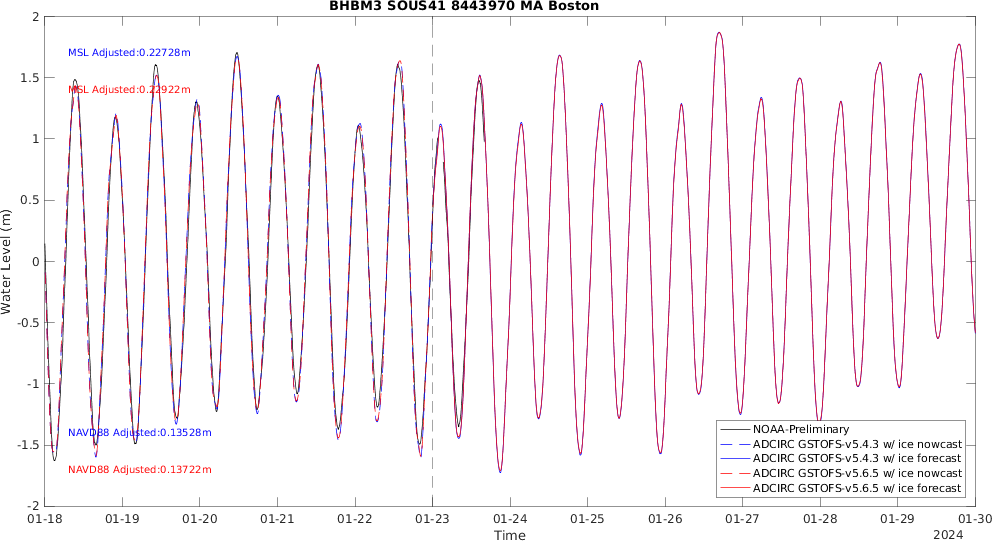 BHBM3 SOUS41 8443970 MA Boston
MSL Adjusted:0.22728m
MSL Adjusted:0.22922m
NAVD88 Adjusted:0.13528m
NAVD88 Adjusted:0.13722m
Water Level (m)
2
1.5
1
0.5
0
-0.5
-1
-1.5
-2
NOAA-Preliminary
ADCIRC GSTOFS-v5.4.3 w/ ice nowcast
ADCIRC GSTOFS-v5.4.3 w/ ice forecast
ADCIRC GSTOFS-v5.6.5 w/ ice nowcast
ADCIRC GSTOFS-v5.6.5 w/ ice forecast
01-18 01-19 01-20 01-21 01-22 01-23 01-24 01-25 01-26 01-27 01-28 01-29 01-30
Time
2024